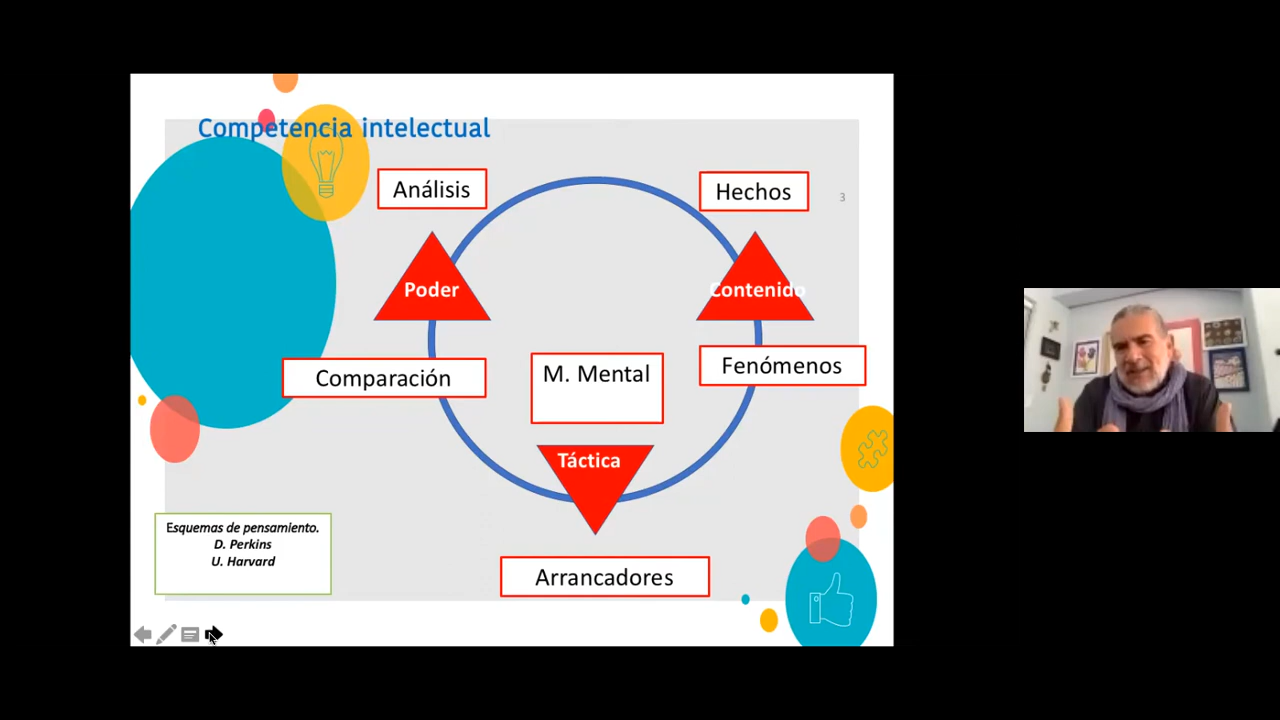 Competencia intelectual
Análisis
Hechos
3
Poder
Contenido
Comparación
M. Mental
Fenómenos
Táctica
Esquemas de pensamiento.
D. Perkins
U. Harvard
Arrancadores